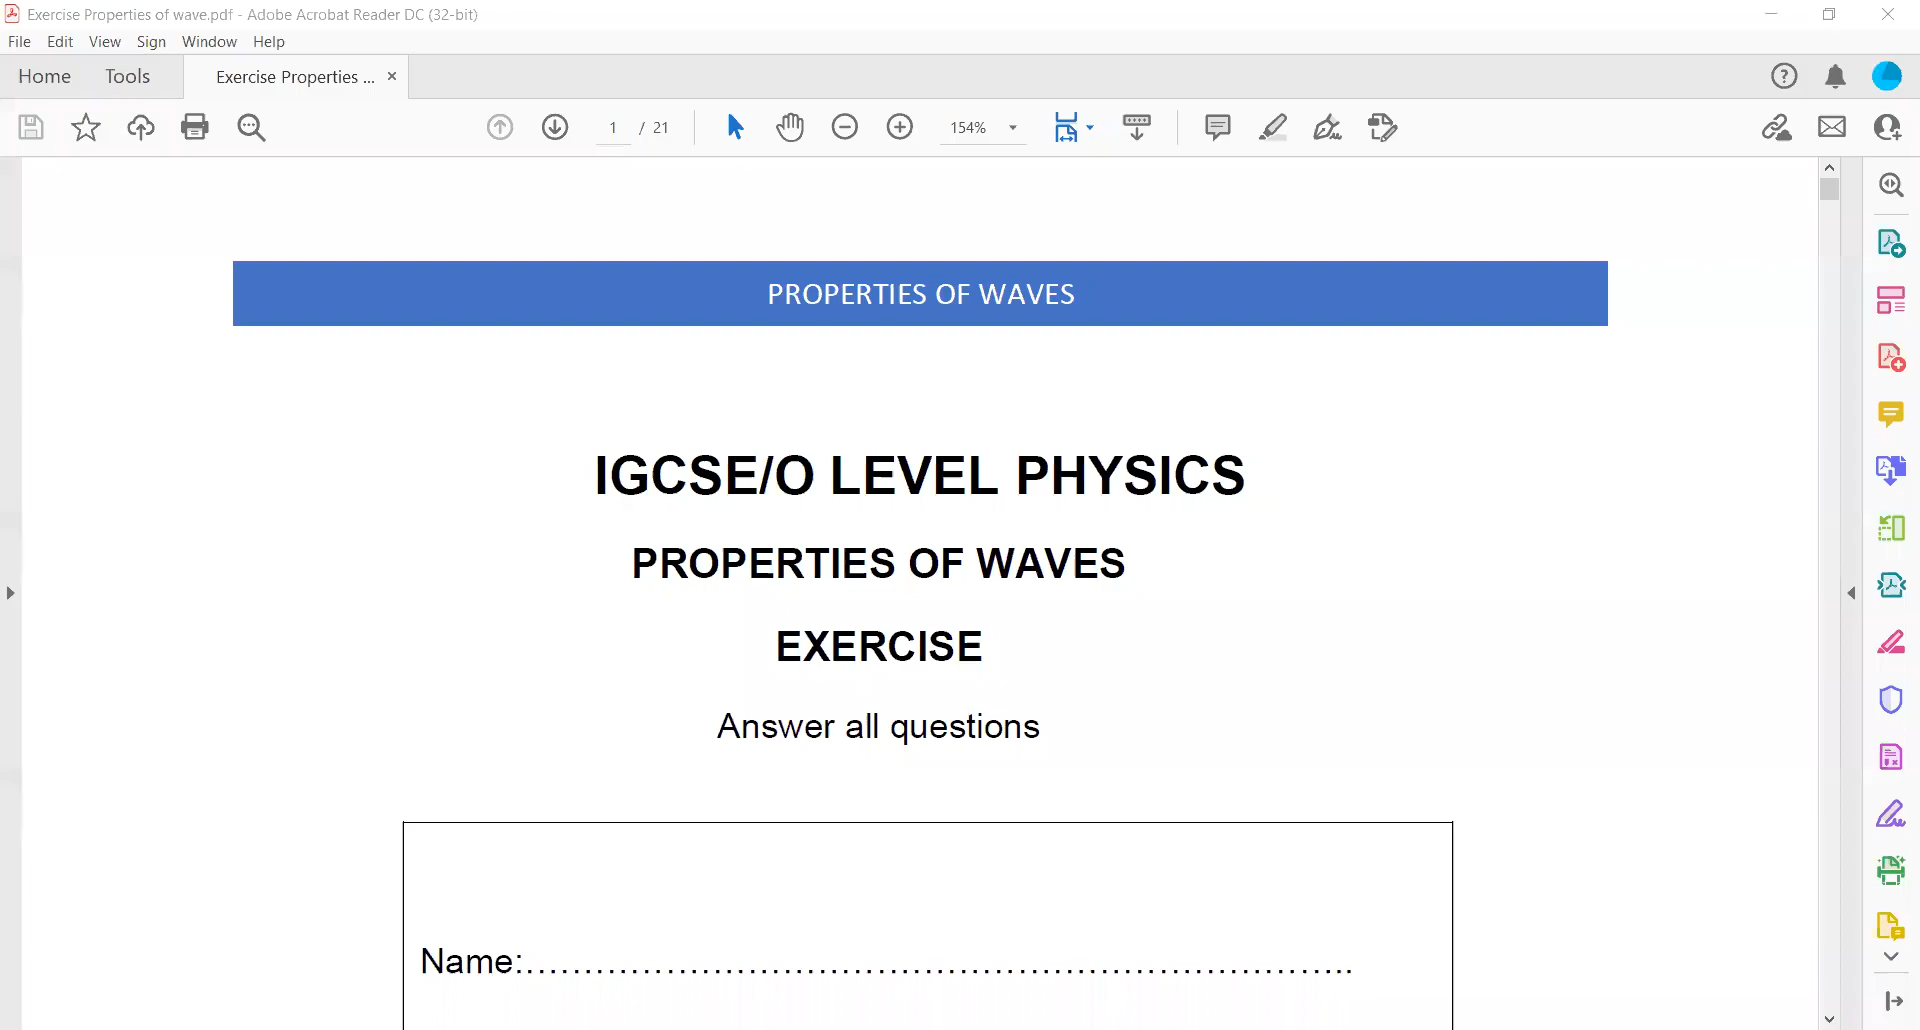 Exercise Properties of wave.pdf - Adobe Acrobat Reader DC (32-bit)
File Edit View Sign Window Help
Home Tools Exercise Properties ... ×
1 / 21 154%
PROPERTIES OF WAVES
IGCSE/O LEVEL PHYSICS
PROPERTIES OF WAVES
EXERCISE
Answer all questions
Name:..........................................................